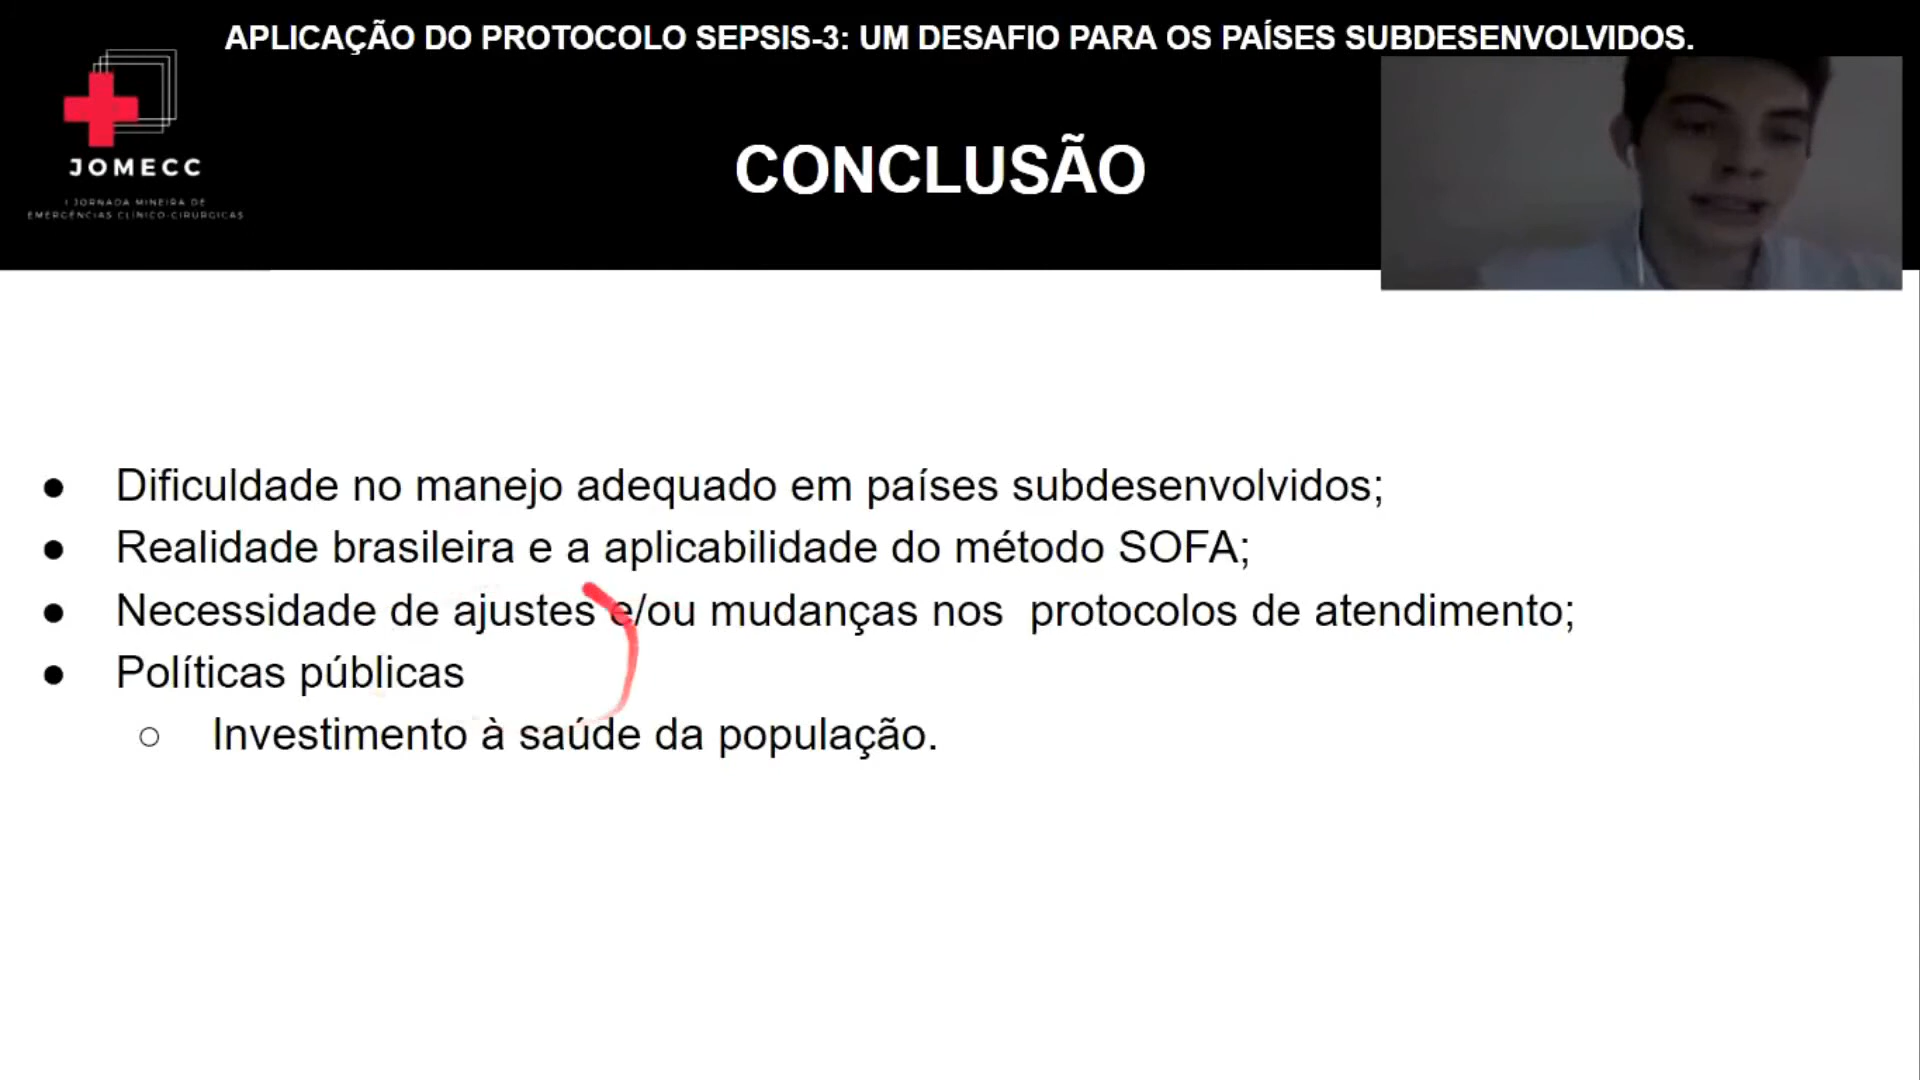 APLICAÇÃO DO PROTOCOLO SEPSIS-3: UM DESAFIO PARA OS PAÍSES SUBDESENVOLVIDOS.
JOMECC
I JORNADA MINEIRA DE
EMERGÊNCIAS CLÍNICO-CIRÚRGICAS
CONCLUSÃO
● Dificuldade no manejo adequado em países subdesenvolvidos;
● Realidade brasileira e a aplicabilidade do método SOFA;
● Necessidade de ajustes e/ou mudanças nos protocolos de atendimento;
● Políticas públicas
○ Investimento à saúde da população.